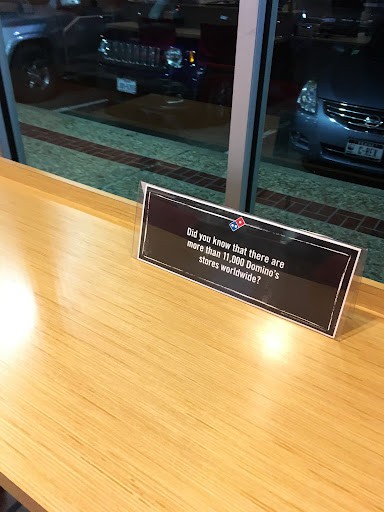 Did you know that there are
more than 11,000 Domino's
stores worldwide?